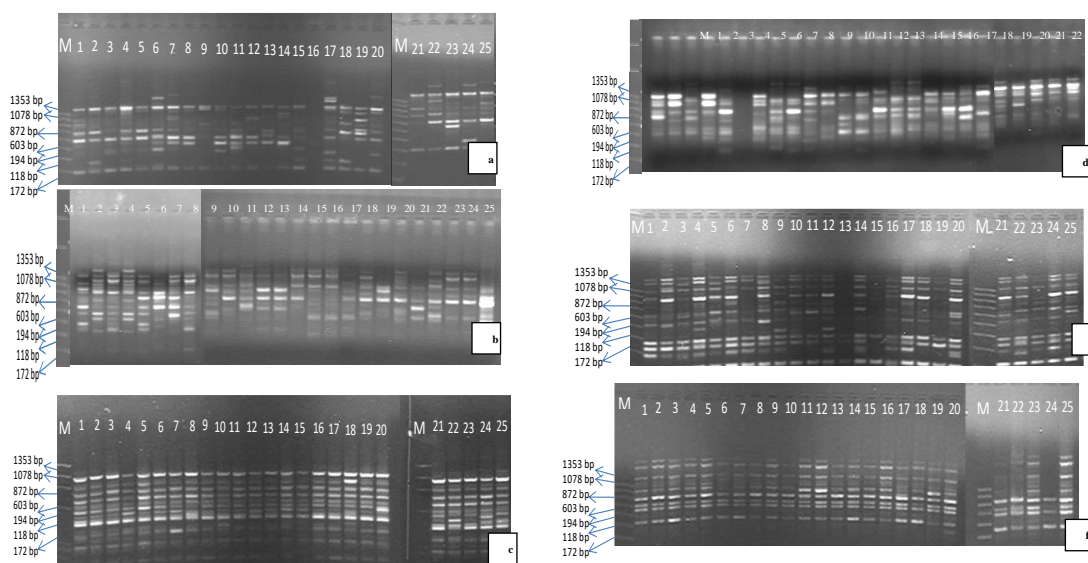 M 1 2 3 4 5 6 7 8 9 10 11 12 13 14 15 16 17 18 19 20 M 21 22 23 24 25
1353 bp
1078 bp
872 bp
603 bp
194 bp
118 bp
172 bp
a
M 1 2 3 4 5 6 7 8 9 10 11 12 13 14 15 16 17 18 19 20 21 22 23 24 25
1353 bp
1078 bp
872 bp
603 bp
194 bp
118 bp
172 bp
b
M 1 2 3 4 5 6 7 8 9 10 11 12 13 14 15 16 17 18 19 20 M 21 22 23 24 25
1353 bp
1078 bp
872 bp
603 bp
194 bp
118 bp
172 bp
c
M 1 2 3 4 5 6 7 8 9 10 11 12 13 14 15 16 17 18 19 20 21 22
1353 bp
1078 bp
872 bp
603 bp
194 bp
118 bp
172 bp
d
M 1 2 3 4 5 6 7 8 9 10 11 12 13 14 15 16 17 18 19 20 M 21 22 23 24 25
1353 bp
1078 bp
872 bp
603 bp
194 bp
118 bp
172 bp
M 1 2 3 4 5 6 7 8 9 10 11 12 13 14 15 16 17 18 19 20 M 21 22 23 24 25
1353 bp
1078 bp
872 bp
603 bp
194 bp
118 bp
172 bp
f